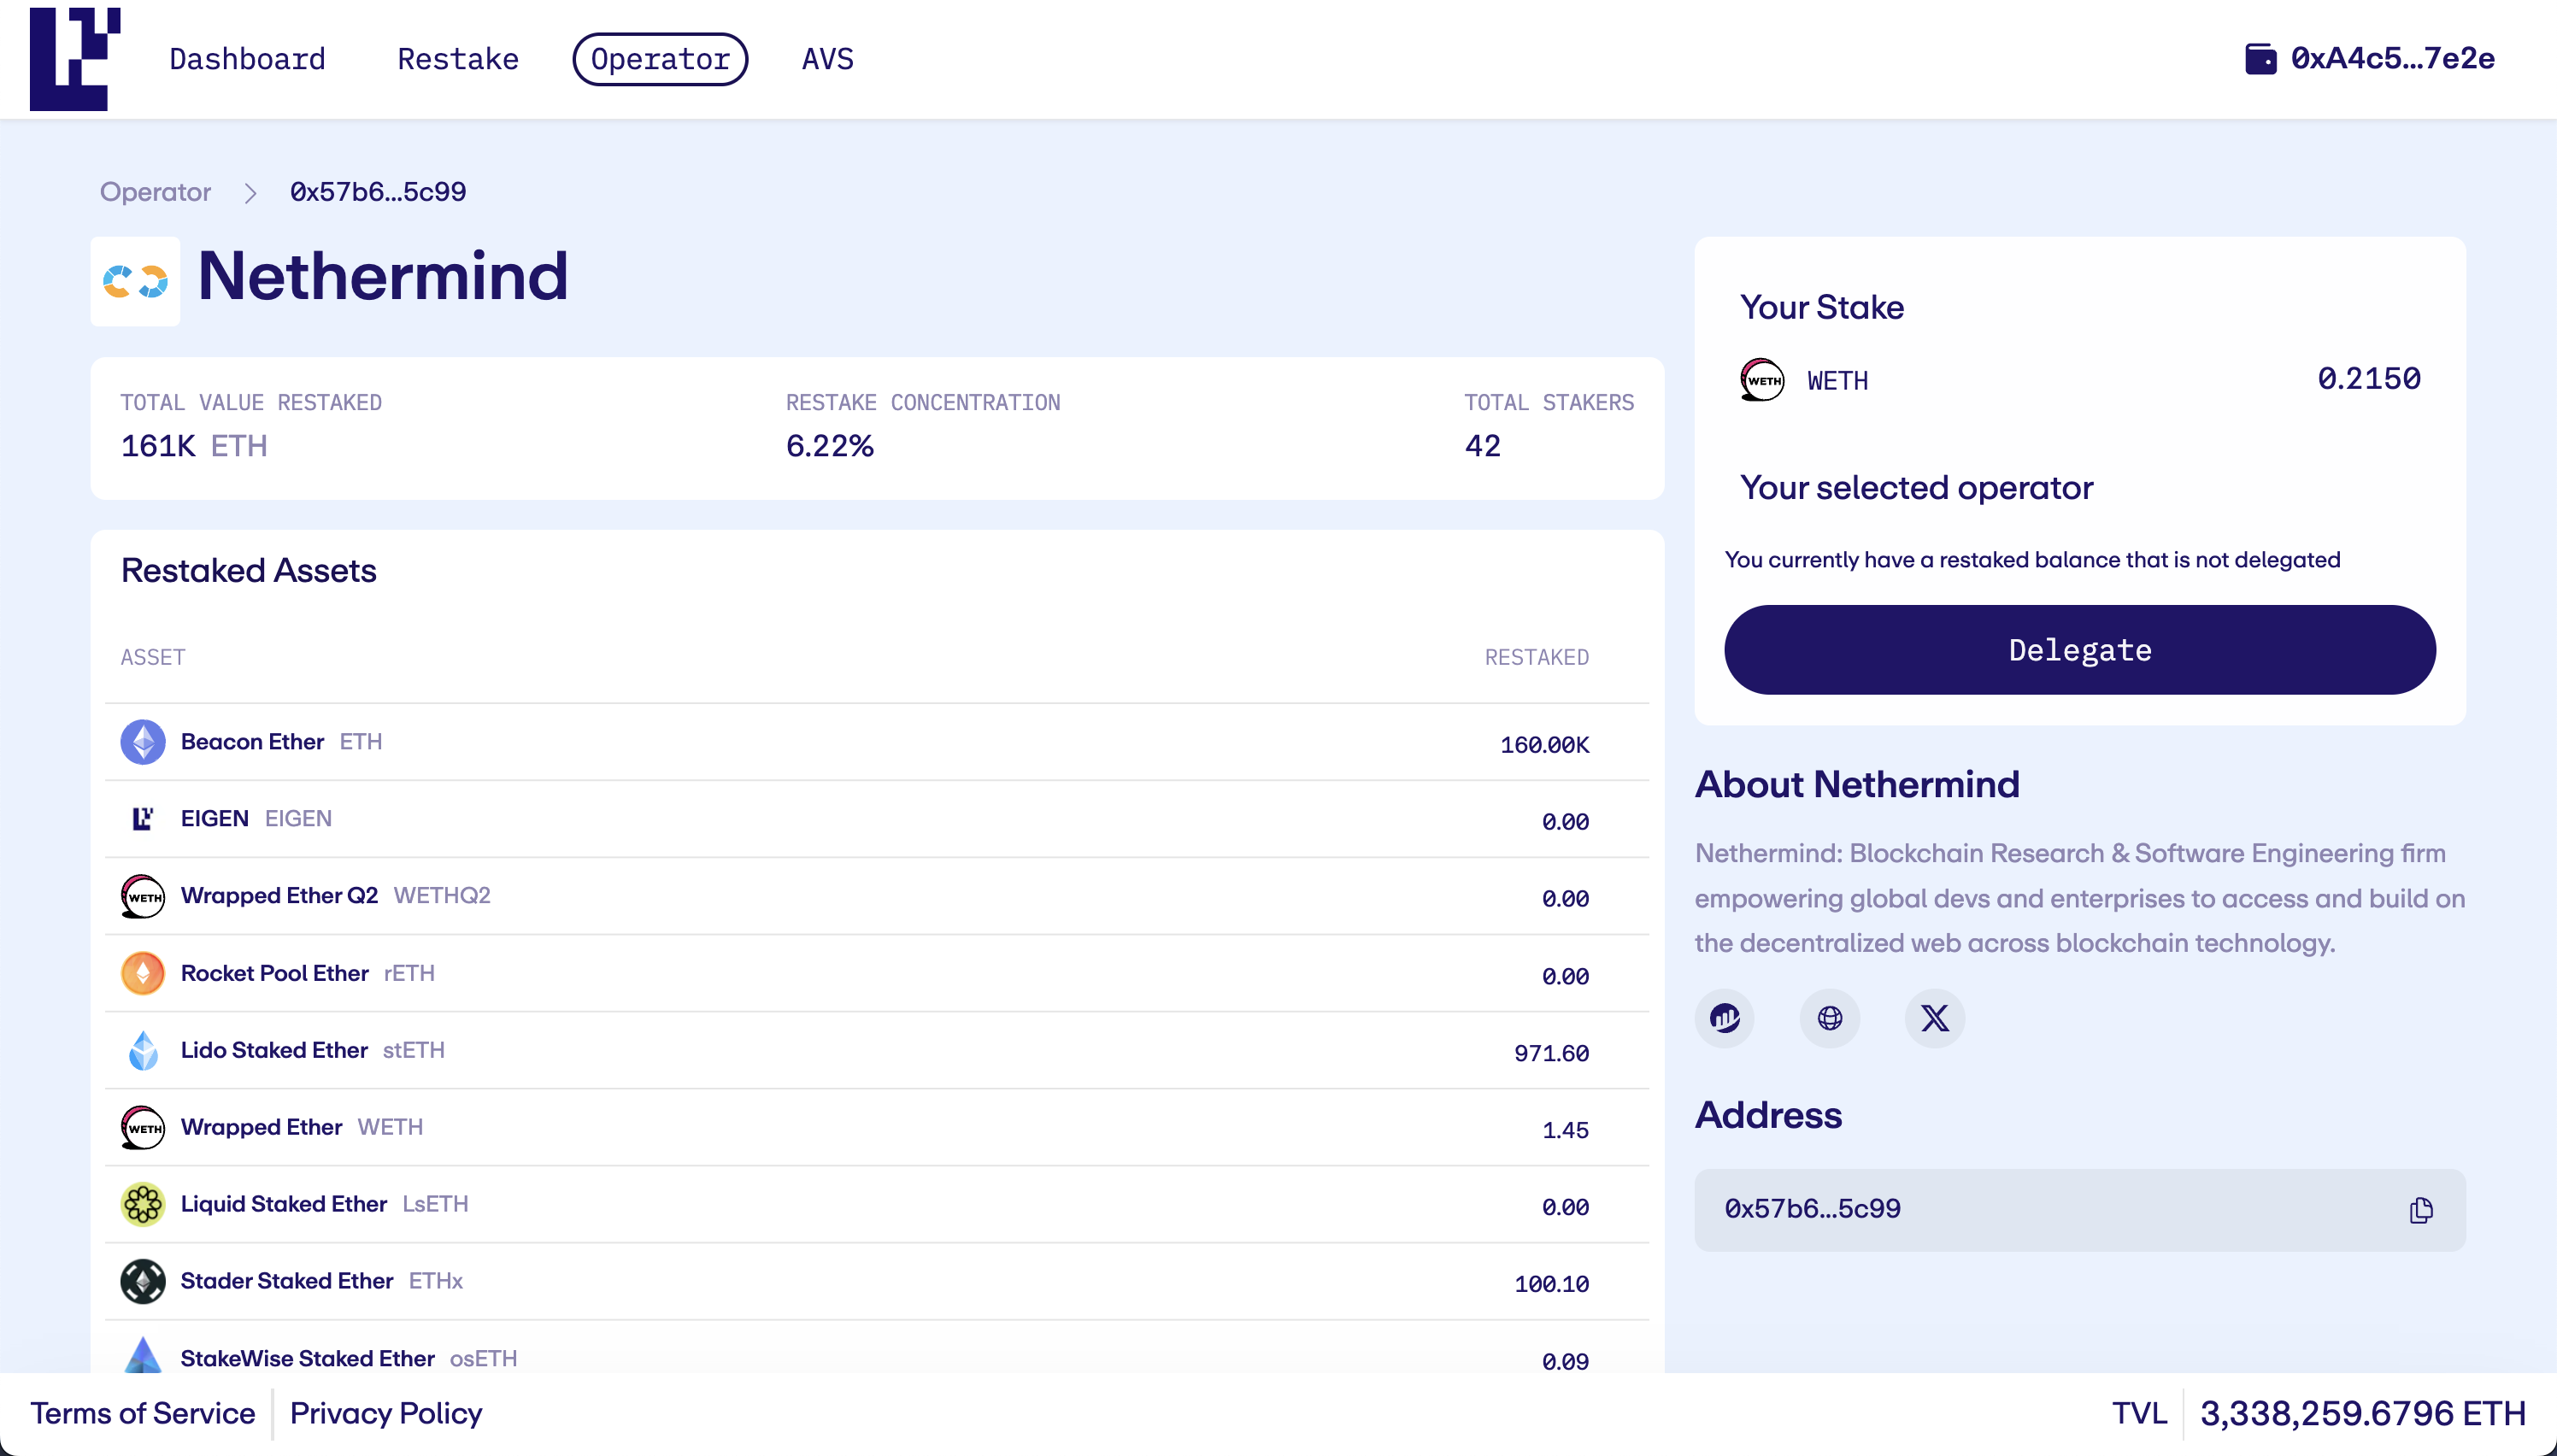 Dashboard Restake Operator AVS 0xA4c5...7e2e
Operator > 0x57b6...5c99
Nethermind
TOTAL VALUE RESTAKED RESTAKE CONCENTRATION TOTAL STAKERS
161K ETH 6.22% 42
Restaked Assets
ASSET RESTAKED
Beacon Ether ETH 160.00K
EIGEN EIGEN 0.00
WETH Wrapped Ether Q2 WETHQ2 0.00
Rocket Pool Ether rETH 0.00
Lido Staked Ether stETH 971.60
WETH Wrapped Ether WETH 1.45
Liquid Staked Ether LsETH 0.00
Stader Staked Ether ETHx 100.10
StakeWise Staked Ether osETH 0.09
Your Stake
WETH WETH 0.2150
Your selected operator
You currently have a restaked balance that is not delegated
Delegate
About Nethermind
Nethermind: Blockchain Research & Software Engineering firm
empowering global devs and enterprises to access and build on
the decentralized web across blockchain technology.
Address
0x57b6...5c99
Terms of Service Privacy Policy TVL 3,338,259.6796 ETH